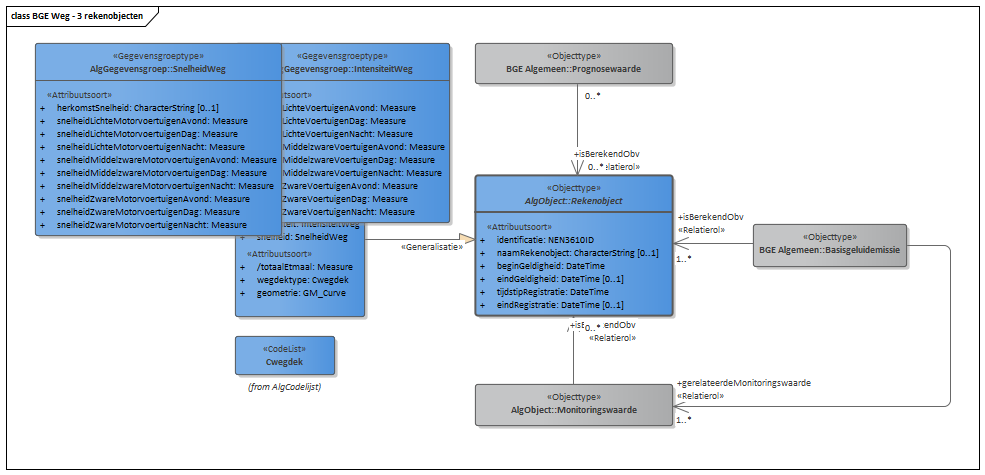 class BGE Weg - 3 rekenobjecten
«Gegevensgroeptype»
AlgGegevensgroep::SnelheidWeg
«Attribuutsoort»
+ herkomstSnelheid: CharacterString [0..1]
+ snelheidLichteMotorvoertuigenAvond: Measure
+ snelheidLichteMotorvoertuigenDag: Measure
+ snelheidLichteMotorvoertuigenNacht: Measure
+ snelheidMiddelzwareMotorvoertuigenAvond: Measure
+ snelheidMiddelzwareMotorvoertuigenDag: Measure
+ snelheidMiddelzwareMotorvoertuigenNacht: Measure
+ snelheidZwareMotorvoertuigenAvond: Measure
+ snelheidZwareMotorvoertuigenDag: Measure
+ snelheidZwareMotorvoertuigenNacht: Measure
«Gegevensgroeptype»
Gegevensgroep::IntensiteitWeg
tsoort»
LichteVoertuigenAvond: Measure
LichteVoertuigenDag: Measure
LichteVoertuigenNacht: Measure
MiddelzwareVoertuigenAvond: Measure
MiddelzwareVoertuigenDag: Measure
MiddelzwareVoertuigenNacht: Measure
ZwareVoertuigenAvond: Measure
ZwareVoertuigenDag: Measure
ZwareVoertuigenNacht: Measure
IntensiteitWeg
+ snelheid: SnelheidWeg
«Attribuutsoort»
+ /totaalEtmaal: Measure
+ wegdektype: Cwegdek
+ geometrie: GM_Curve
«CodeList»
Cwegdek
(from AlgCodelijst)
«Generalisatie»
«Objecttype»
BGE Algemeen::Prognosewaarde
0..*
+isBerekendObv
0..* elatierol»
«Objecttype»
AlgObject::Rekenobject
«Attribuutsoort»
+ identificatie: NEN3610ID
+ naamRekenobject: CharacterString [0..1]
+ beginGeldigheid: DateTime
+ eindGeldigheid: DateTime [0..1]
+ tijdstipRegistratie: DateTime
+ eindRegistratie: DateTime [0..1]
+isBerekendObv
«Relatierol»
1..*
«Objecttype»
BGE Algemeen::Basisgeluidemissie
0..* endObv
«Relatierol»
«Objecttype»
AlgObject::Monitoringswaarde
+gerelateerdeMonitoringswaarde
«Relatierol»
1..*